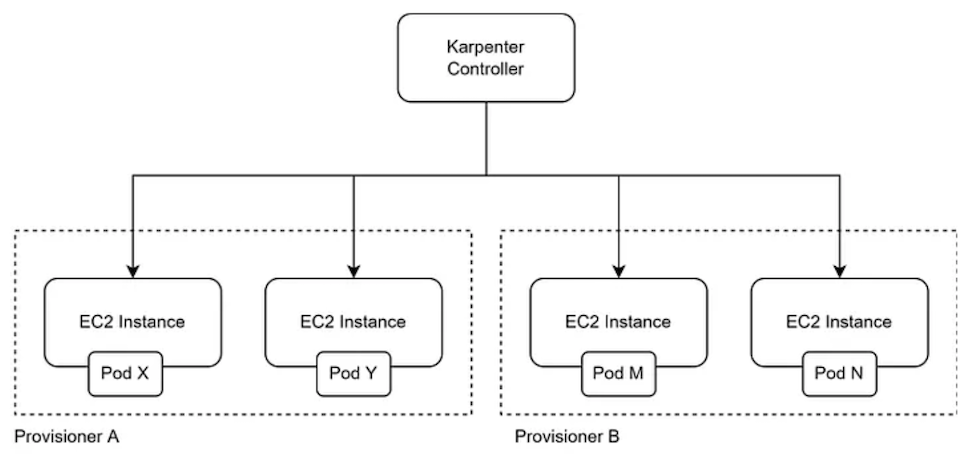 Karpenter
Controller
EC2 Instance
Pod X
EC2 Instance
Pod Y
EC2 Instance
Pod M
EC2 Instance
Pod N
Provisioner A
Provisioner B